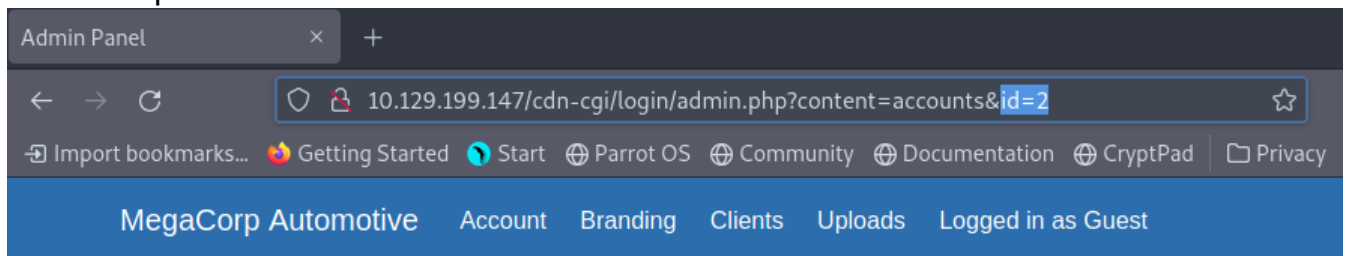 Admin Panel
10.129.199.147/cdn-cgi/login/admin.php?content=accounts&id=2
Import bookmarks... Getting Started Start Parrot OS Community Documentation CryptPad Privacy
MegaCorp Automotive Account Branding Clients Uploads Logged in as Guest